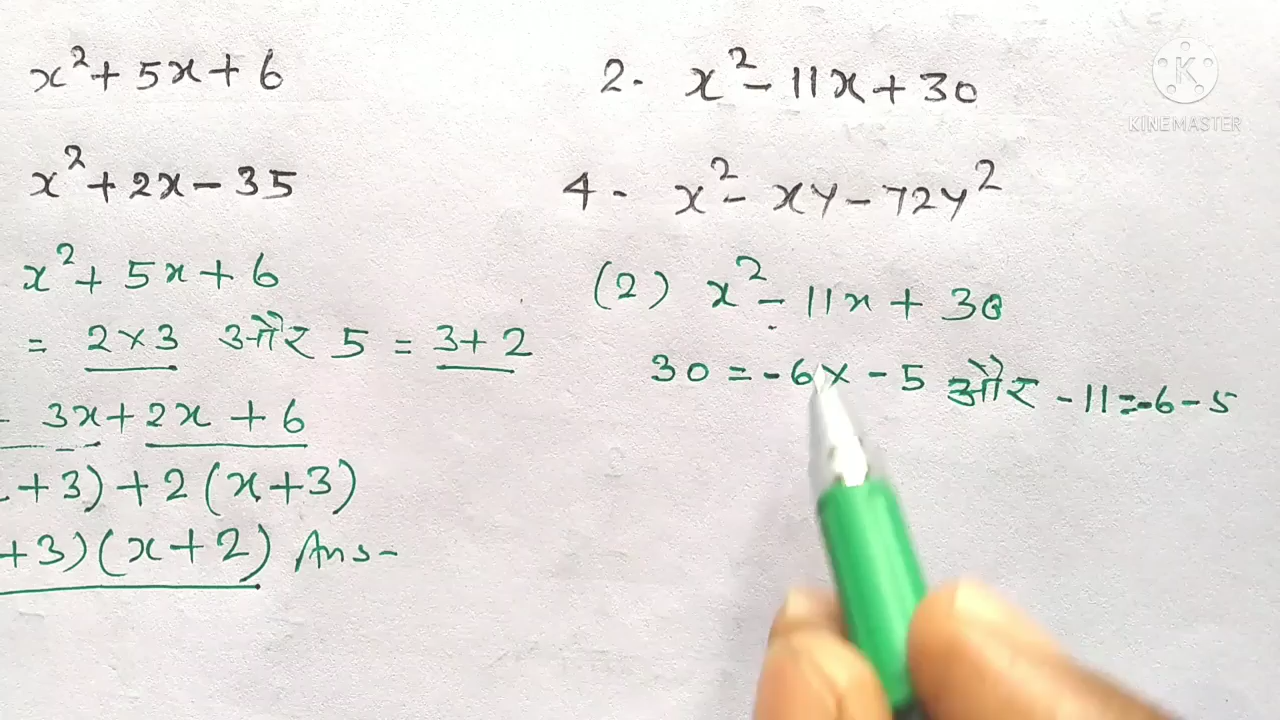 x² + 5x + 6
2. x² - 11x + 30
x² + 2x - 35
4. x² - xy - 72y²
x² + 5x + 6
= 2 × 3 और 5 = 3 + 2
3x + 2x + 6
+ 3) + 2 (x + 3)
+ 3) (x + 2) Ans -
(2) x² - 11x + 30
30 = - 6 × - 5 और - 11 = -6 - 5
K
KINEMASTER